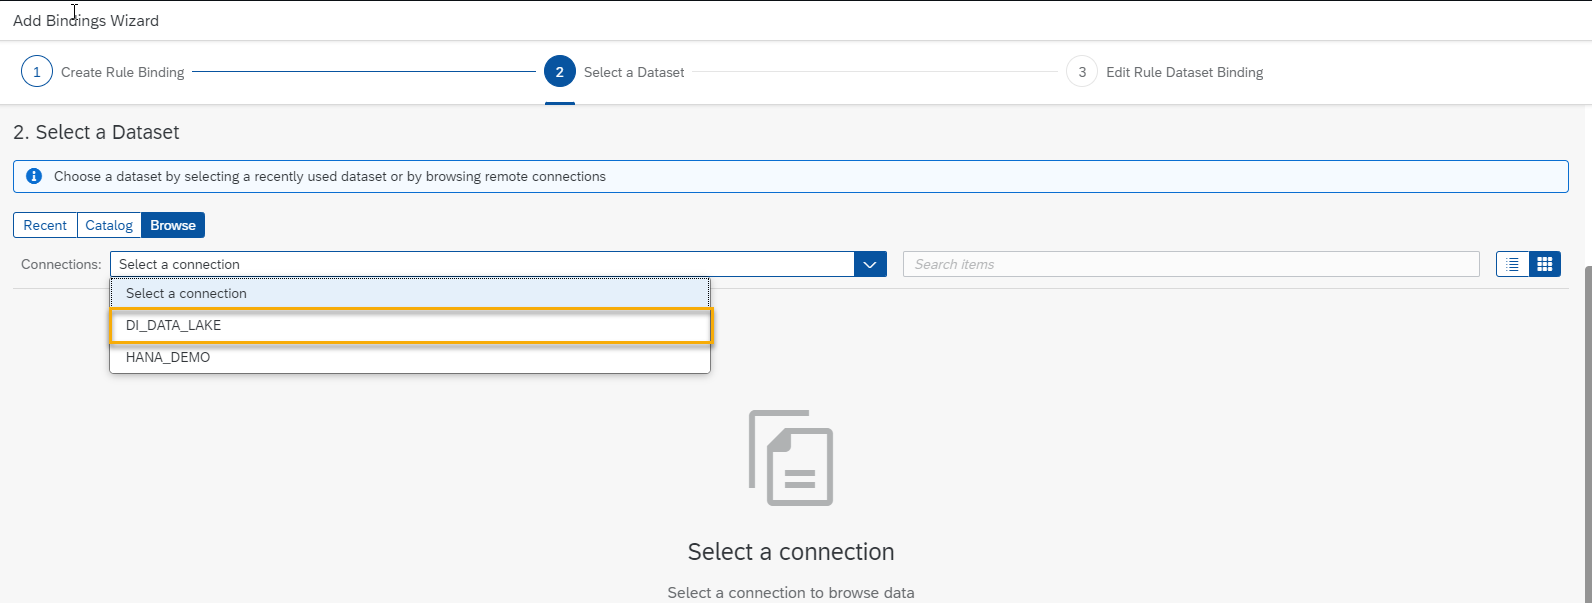 Add Bindings Wizard
1 Create Rule Binding 2 Select a Dataset 3 Edit Rule Dataset Binding
2. Select a Dataset
Choose a dataset by selecting a recently used dataset or by browsing remote connections
Recent Catalog Browse
Connections: Select a connection Search items
Select a connection
DI_DATA_LAKE
HANA_DEMO
Select a connection
Select a connection to browse data